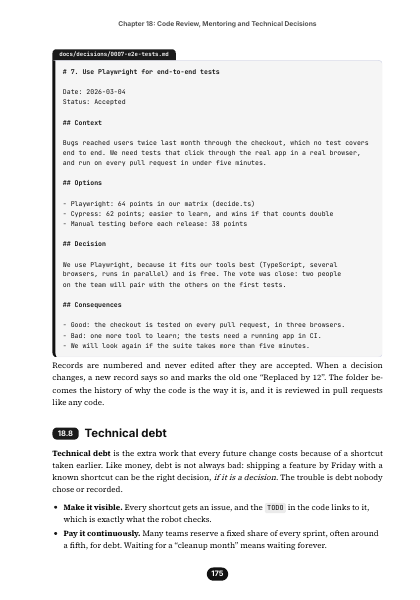 Chapter 18: Code Review, Mentoring and Technical Decisions
docs/decisions/0007-e2e-tests.md
# 7. Use Playwright for end-to-end tests
Date: 2026-03-04
Status: Accepted
## Context
Bugs reached users twice last month through the checkout, which no test covers
end to end. We need tests that click through the real app in a real browser,
and run on every pull request in under five minutes.
## Options
- Playwright: 64 points in our matrix (decide.ts)
- Cypress: 62 points; easier to learn, and wins if that counts double
- Manual testing before each release: 38 points
## Decision
We use Playwright, because it fits our tools best (TypeScript, several
browsers, runs in parallel) and is free. The vote was close: two people
on the team will pair with the others on the first tests.
## Consequences
- Good: the checkout is tested on every pull request, in three browsers.
- Bad: one more tool to learn; the tests need a running app in CI.
- We will look again if the suite takes more than five minutes.
Records are numbered and never edited after they are accepted. When a decision
changes, a new record says so and marks the old one “Replaced by 12”. The folder be-
comes the history of why the code is the way it is, and it is reviewed in pull requests
like any code.
18.8 Technical debt
Technical debt is the extra work that every future change costs because of a shortcut
taken earlier. Like money, debt is not always bad: shipping a feature by Friday with a
known shortcut can be the right decision, if it is a decision. The trouble is debt nobody
chose or recorded.
• Make it visible. Every shortcut gets an issue, and the TODO in the code links to it,
which is exactly what the robot checks.
• Pay it continuously. Many teams reserve a fixed share of every sprint, often around
a fifth, for debt. Waiting for a “cleanup month” means waiting forever.
175